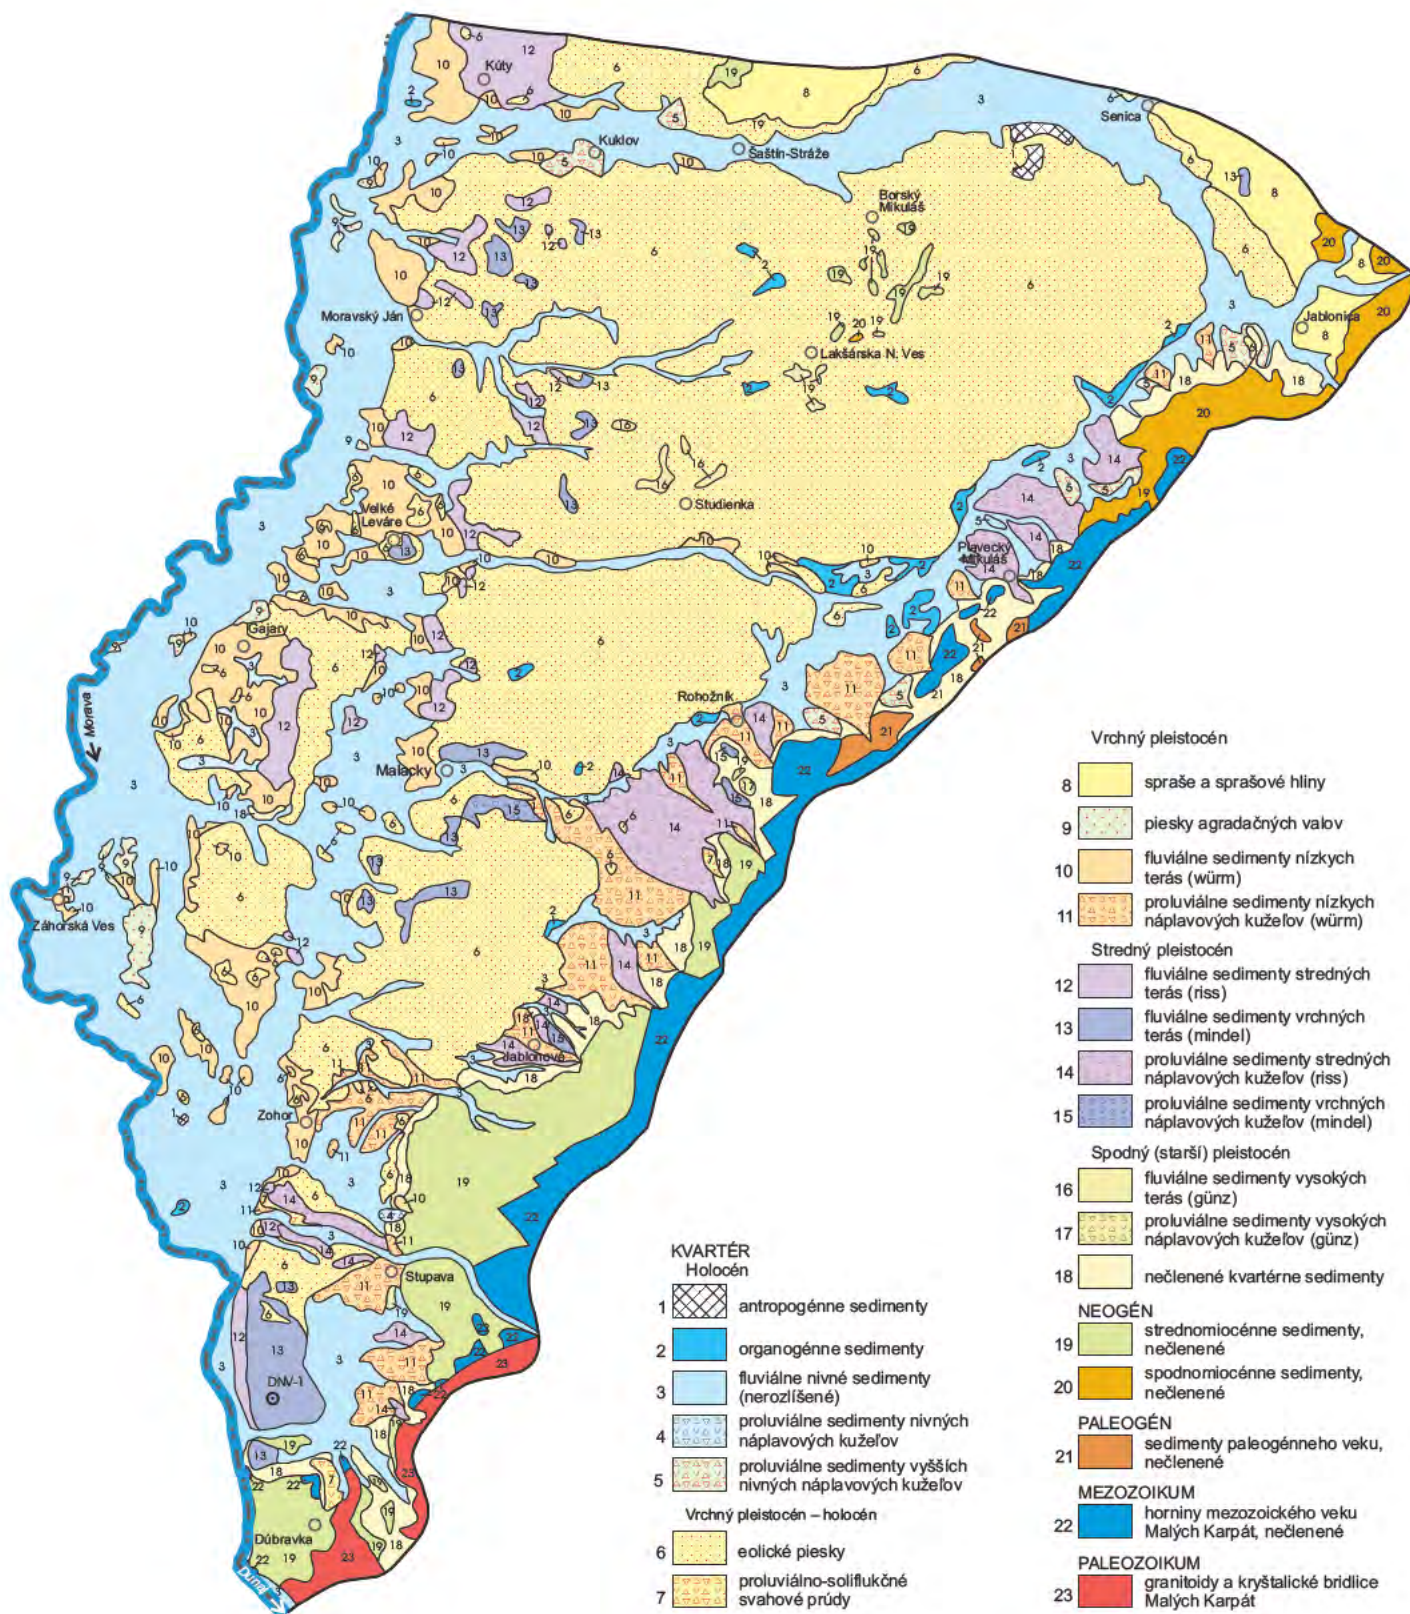 Kúty
Senica
Kuklov
Šaštín-Stráže
Borský
Mikuláš
Moravský Ján
Jablonica
Lakšárska N. Ves
Studienka
Veľké
Leváre
Plavecký
Mikuláš
Gajary
Morava
Rohožník
Malacky
Záhorská Ves
Jablonové
Zohor
Stupava
DNV-1
Dúbravka
Dunaj
KVARTÉR
Holocén
1 antropogénne sedimenty
2 organogénne sedimenty
3 fluviálne nivné sedimenty
(nerozlíšené)
4 proluviálne sedimenty nivných
náplavových kužeľov
5 proluviálne sedimenty vyšších
nivných náplavových kužeľov
Vrchný pleistocén – holocén
6 eolické piesky
7 proluviálno-soliflukčné
svahové prúdy
Vrchný pleistocén
8 spraše a sprašové hliny
9 piesky agradačných valov
10 fluviálne sedimenty nízkych
terás (würm)
11 proluviálne sedimenty nízkych
náplavových kužeľov (würm)
Stredný pleistocén
12 fluviálne sedimenty stredných
terás (riss)
13 fluviálne sedimenty vrchných
terás (mindel)
14 proluviálne sedimenty stredných
náplavových kužeľov (riss)
15 proluviálne sedimenty vrchných
náplavových kužeľov (mindel)
Spodný (starší) pleistocén
16 fluviálne sedimenty vysokých
terás (günz)
17 proluviálne sedimenty vysokých
náplavových kužeľov (günz)
18 nečlenené kvartérne sedimenty
NEOGÉN
19 strednomiocénne sedimenty,
nečlenené
20 spodnomiocénne sedimenty,
nečlenené
PALEOGÉN
21 sedimenty paleogénneho veku,
nečlenené
MEZOZOIKUM
22 horniny mezozoického veku
Malých Karpát, nečlenené
PALEOZOIKUM
23 granitoidy a kryštalické bridlice
Malých Karpát